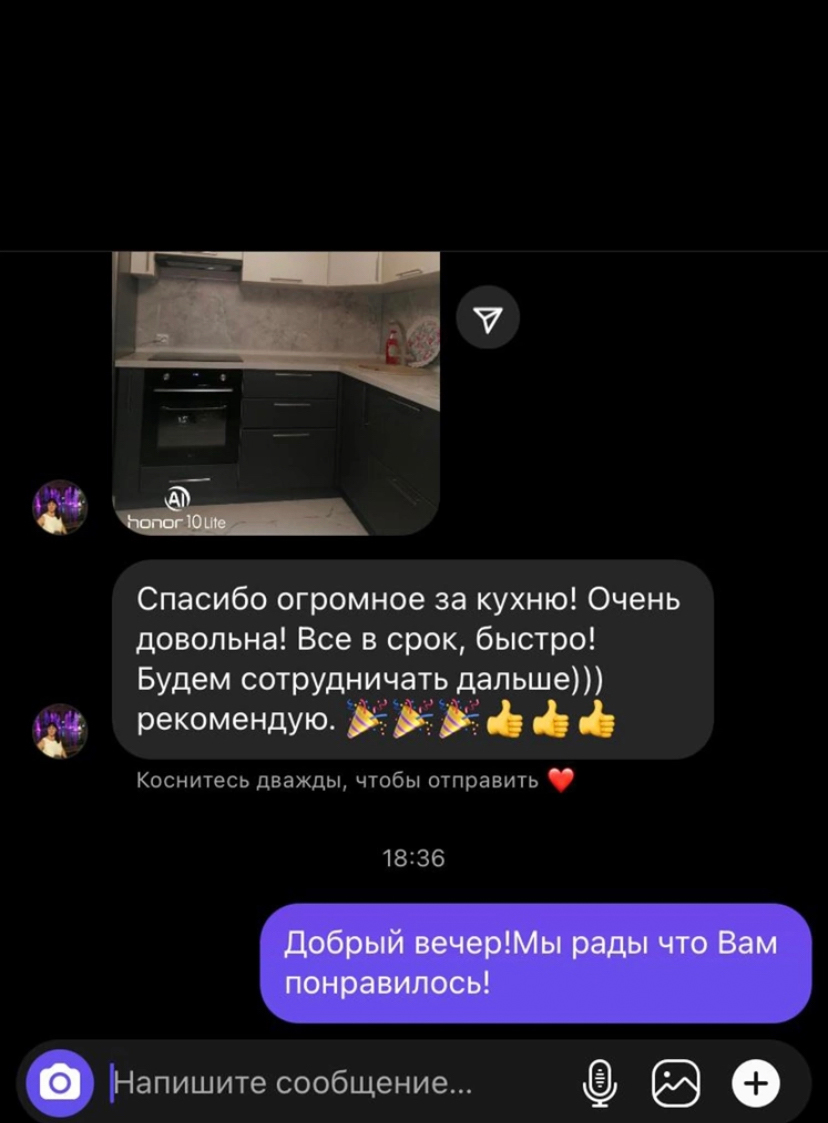 AI
honor 10 Lite
Спасибо огромное за кухню! Очень
довольна! Все в срок, быстро!
Будем сотрудничать дальше)))
рекомендую. 🎉🎉🎉👍👍👍
Коснитесь дважды, чтобы отправить ❤️
18:36
Добрый вечер!Мы рады что Вам
понравилось!
Напишите сообщение...